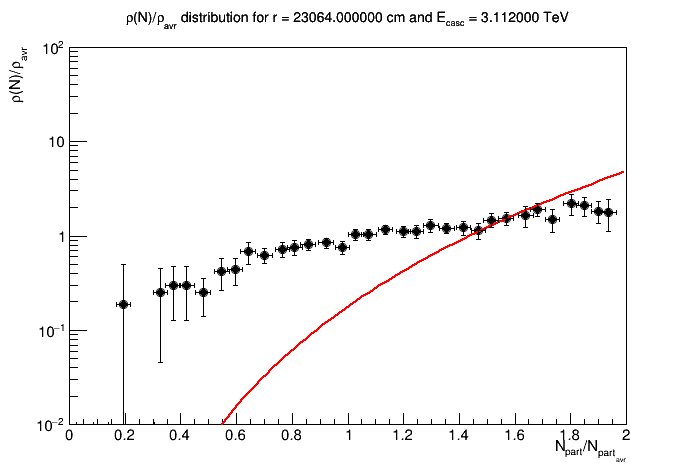 ρ(N)/ρavr distribution for r = 23064.000000 cm and Ecasc = 3.112000 TeV
ρ(N)/ρavr
10²
10
1
10⁻¹
10⁻²
0 0.2 0.4 0.6 0.8 1 1.2 1.4 1.6 1.8 2
Npart/Npartavr